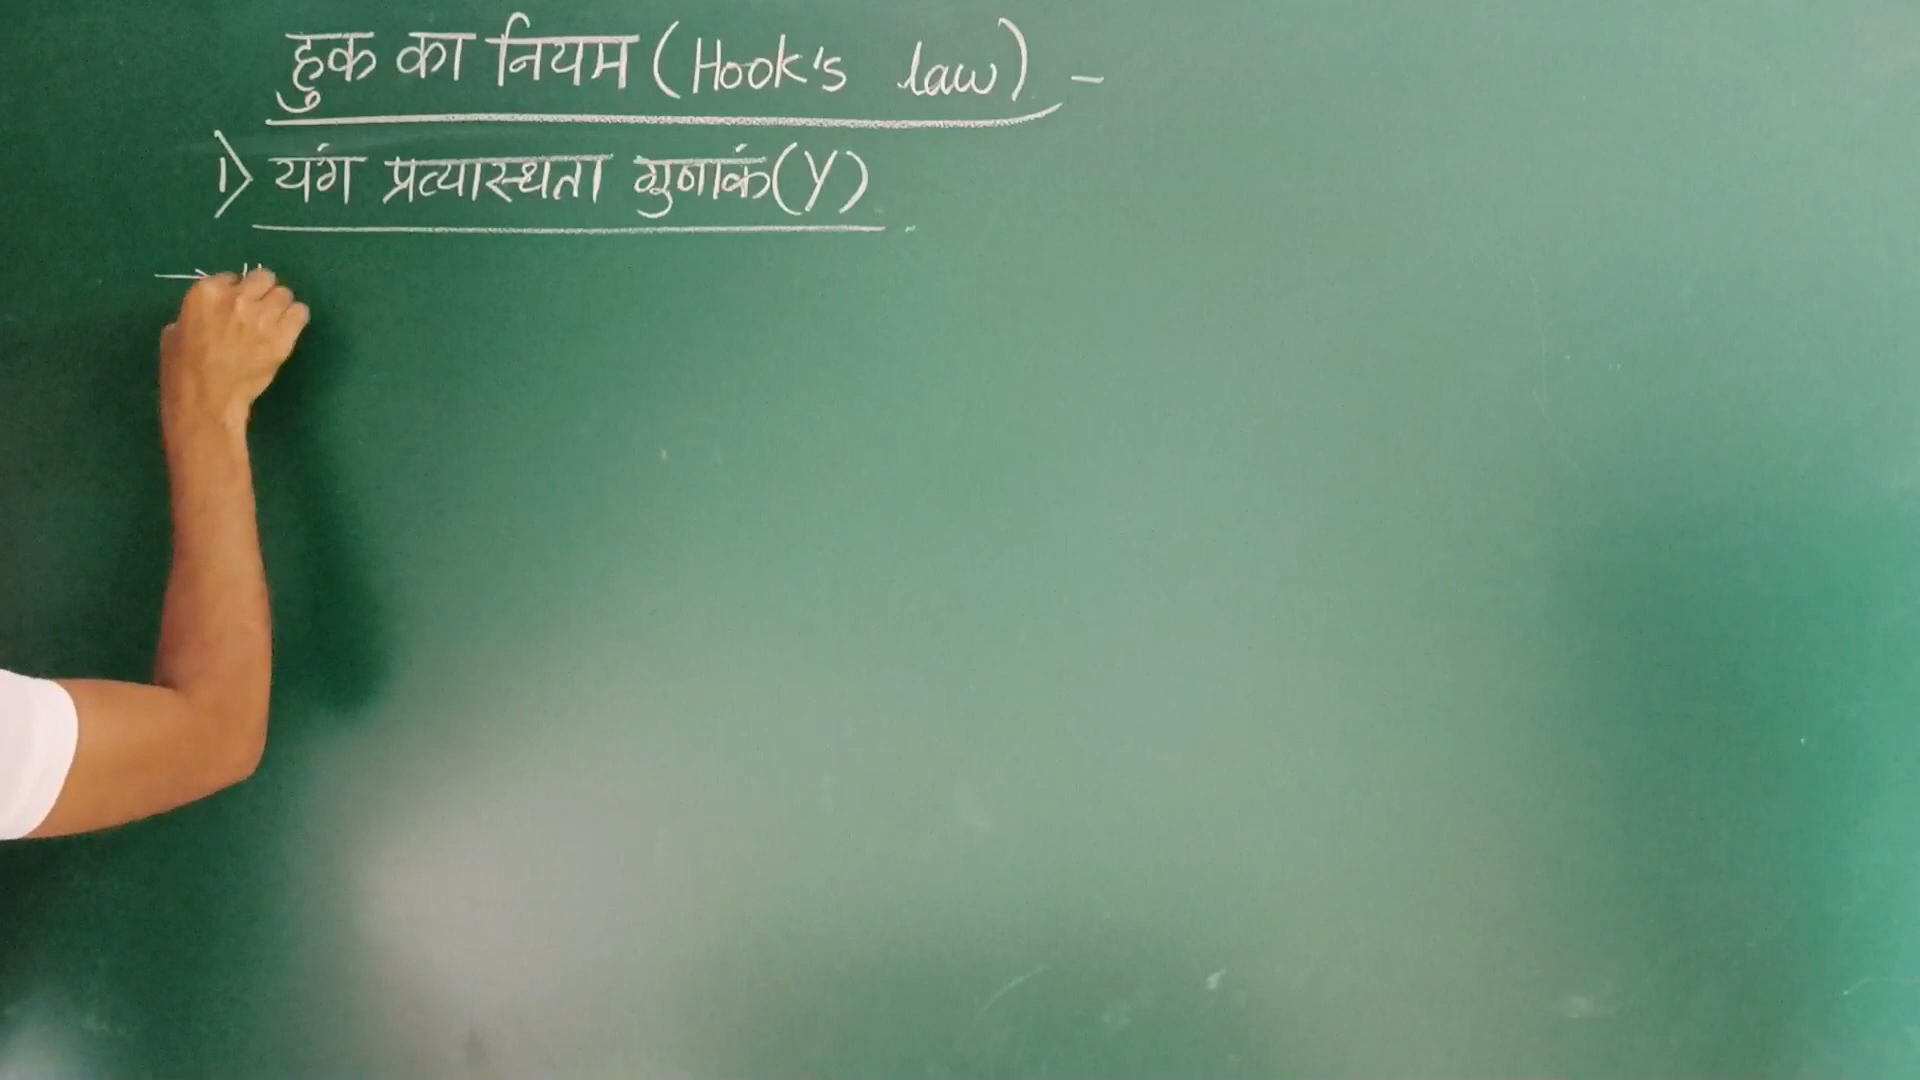 हुक का नियम (Hook's law) -
1) यंग प्रत्यास्थता गुणाकं(Y)
→ "